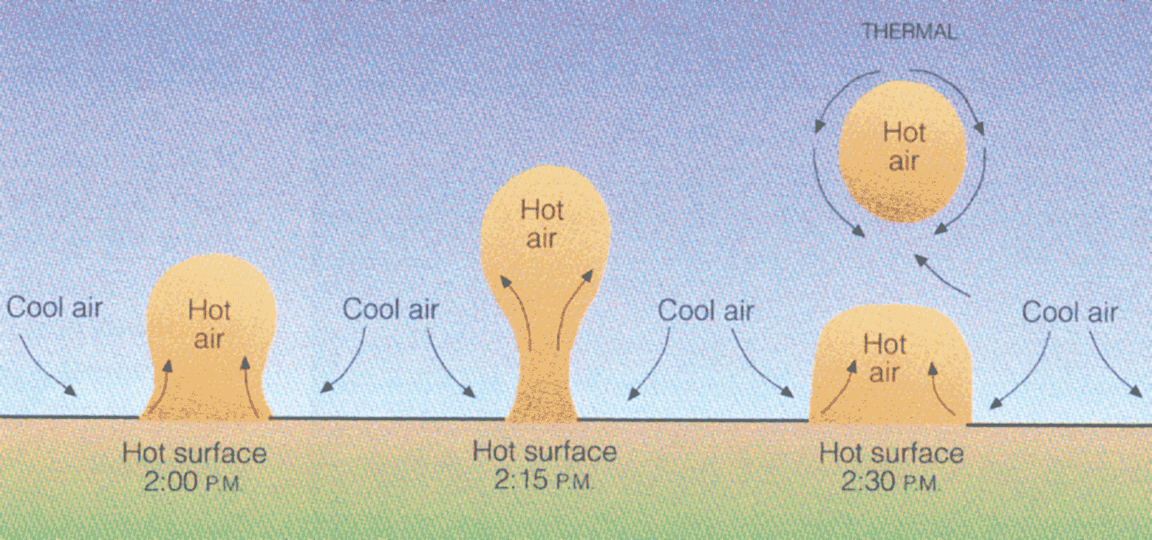 THERMAL
Hot
air
Hot
air
Cool air
Hot
air
Cool air
Cool air
Hot
air
Cool air
Hot surface
2:00 P.M.
Hot surface
2:15 P.M.
Hot surface
2:30 P.M.